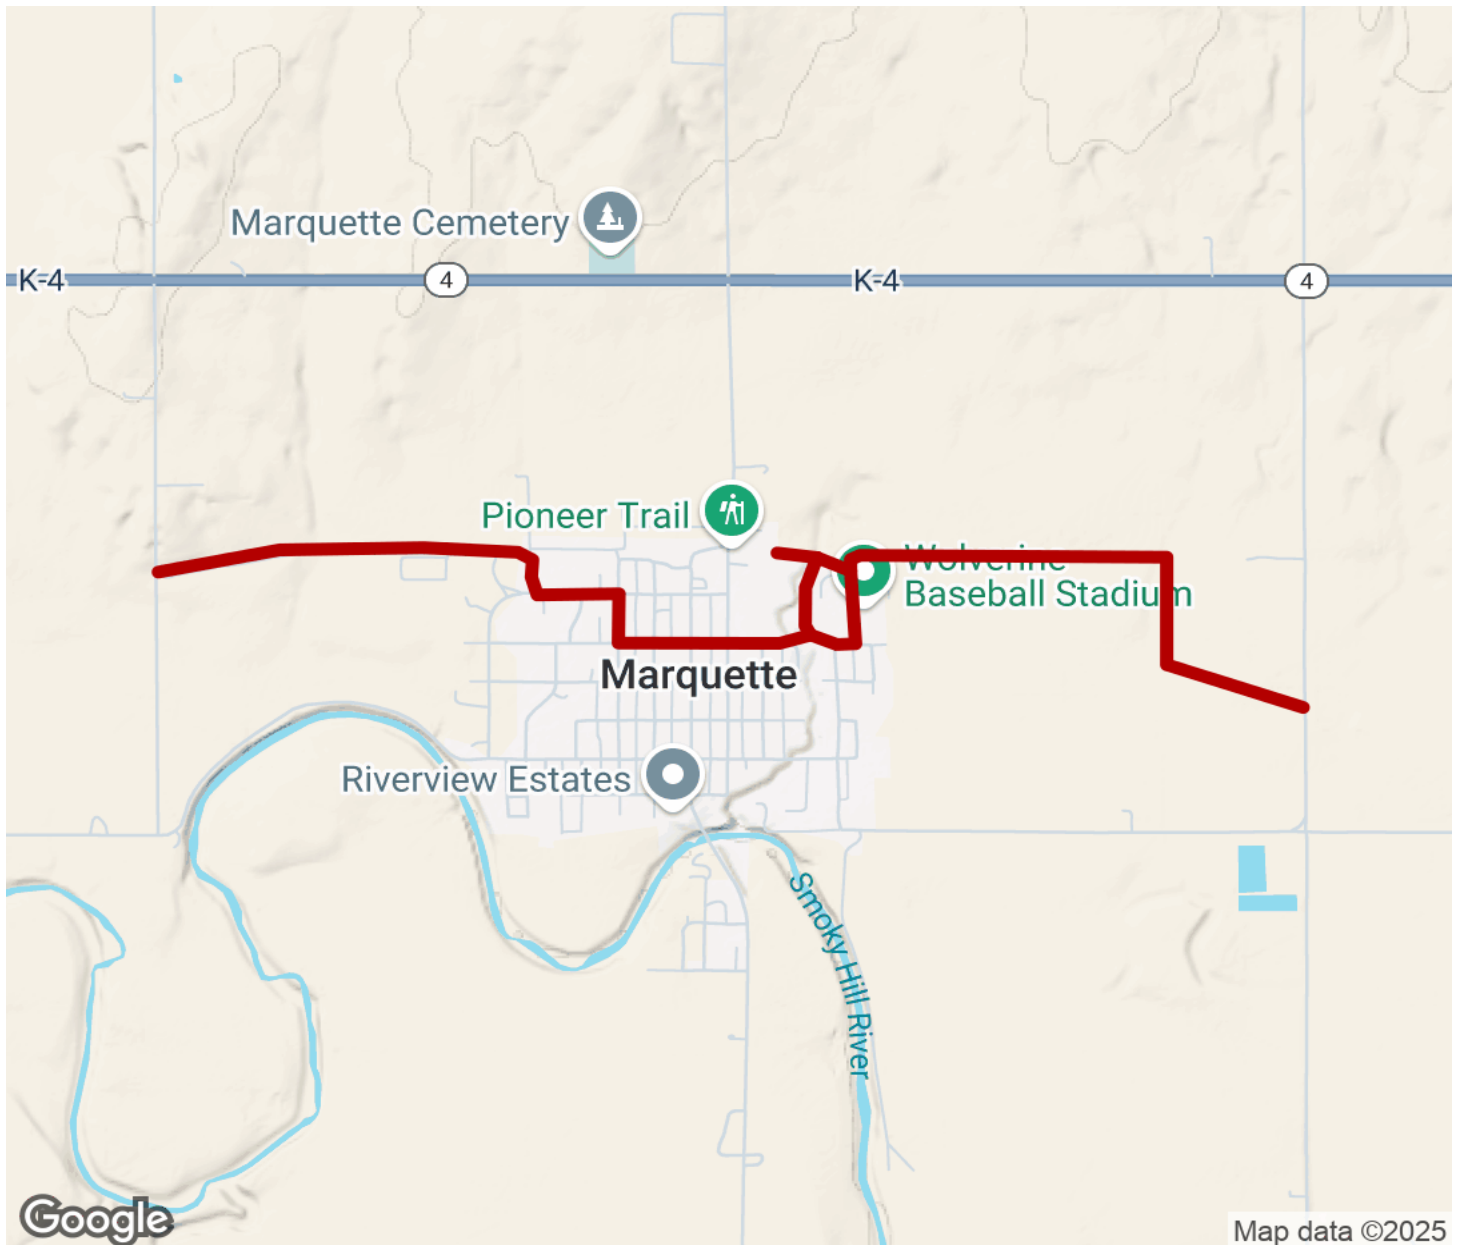 Marquette Cemetery
K-4
4
K-4
4
Pioneer Trail
Wolverine
Baseball Stadium
Marquette
Riverview Estates
Smoky Hill River
Google
Map data ©2025